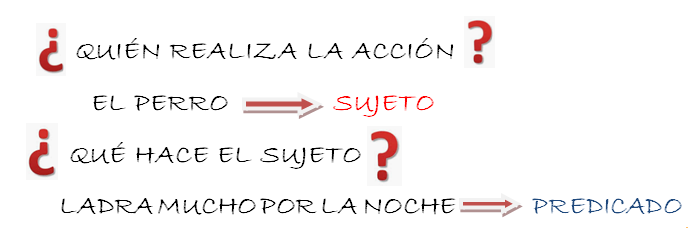 ¿QUIÉN REALIZA LA ACCIÓN?
EL PERRO SUJETO
¿QUÉ HACE EL SUJETO?
LADRA MUCHO POR LA NOCHE PREDICADO